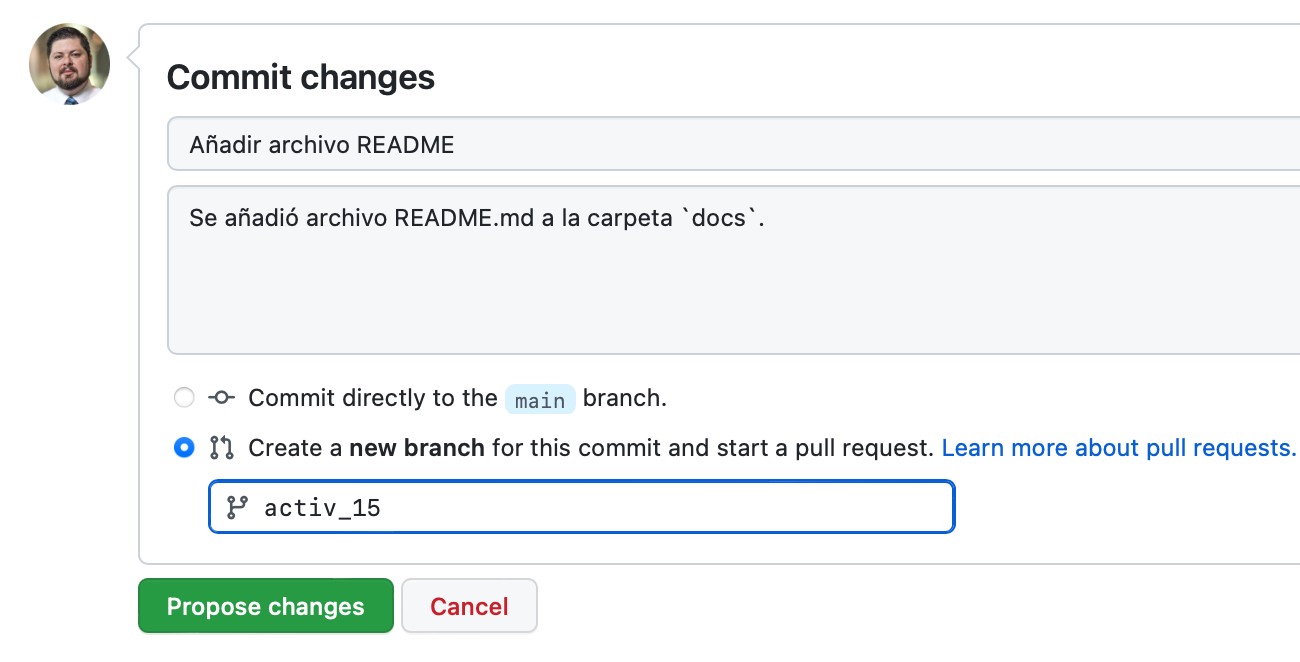 Commit changes
Añadir archivo README
Se añadió archivo README.md a la carpeta `docs`.
Commit directly to the main branch.
Create a new branch for this commit and start a pull request. Learn more about pull requests.
activ_15
Propose changes Cancel